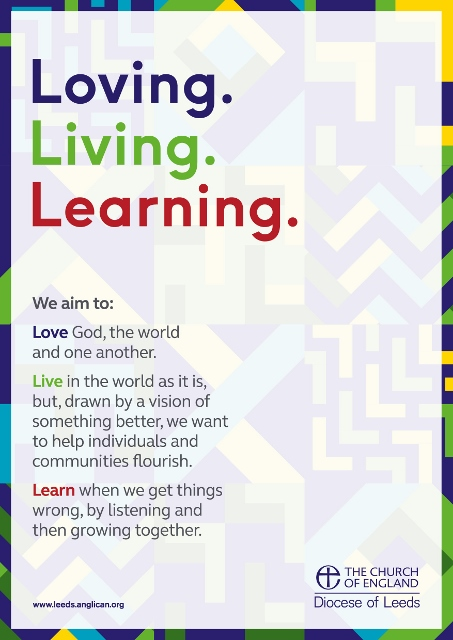 Loving.
Living.
Learning.
We aim to:
Love God, the world
and one another.
Live in the world as it is,
but, drawn by a vision of
something better, we want
to help individuals and
communities flourish.
Learn when we get things
wrong, by listening and
then growing together.
www.leeds.anglican.org
THE CHURCH
OF ENGLAND
Diocese of Leeds